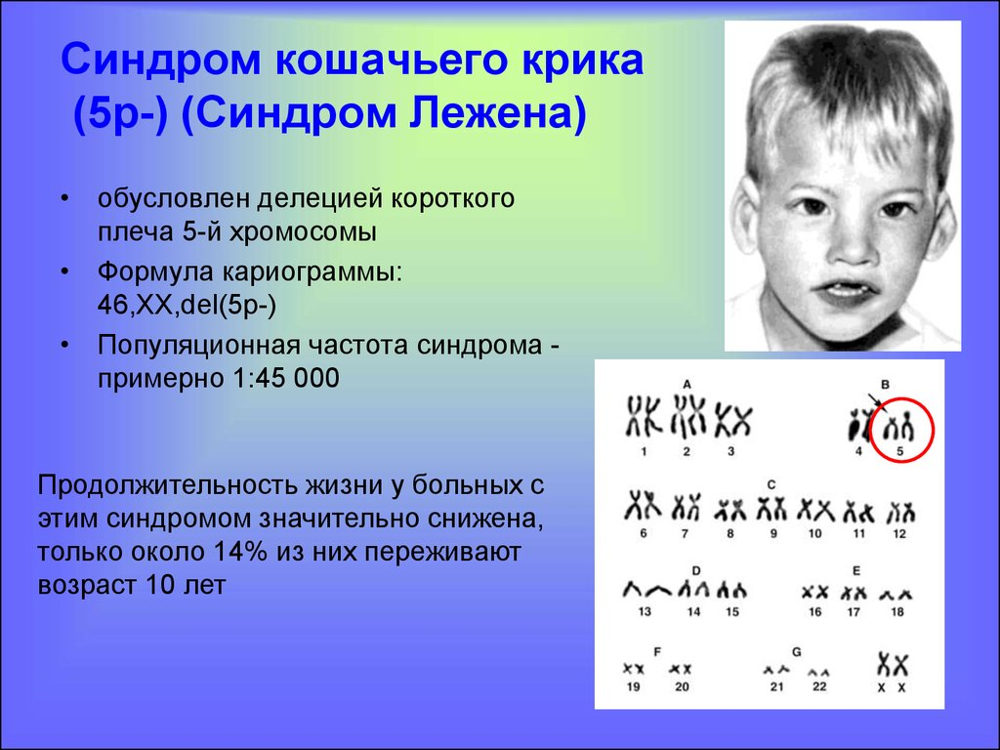 Синдром кошачьего крика
(5р-) (Синдром Лежена)
• обусловлен делецией короткого
плеча 5-й хромосомы
• Формула кариограммы:
46,XX,del(5p-)
• Популяционная частота синдрома -
примерно 1:45 000
Продолжительность жизни у больных с
этим синдромом значительно снижена,
только около 14% из них переживают
возраст 10 лет
A B
1 2 3 4 5
C
6 7 8 9 10 11 12
D E
13 14 15 16 17 18
F G
19 20 21 22 X X